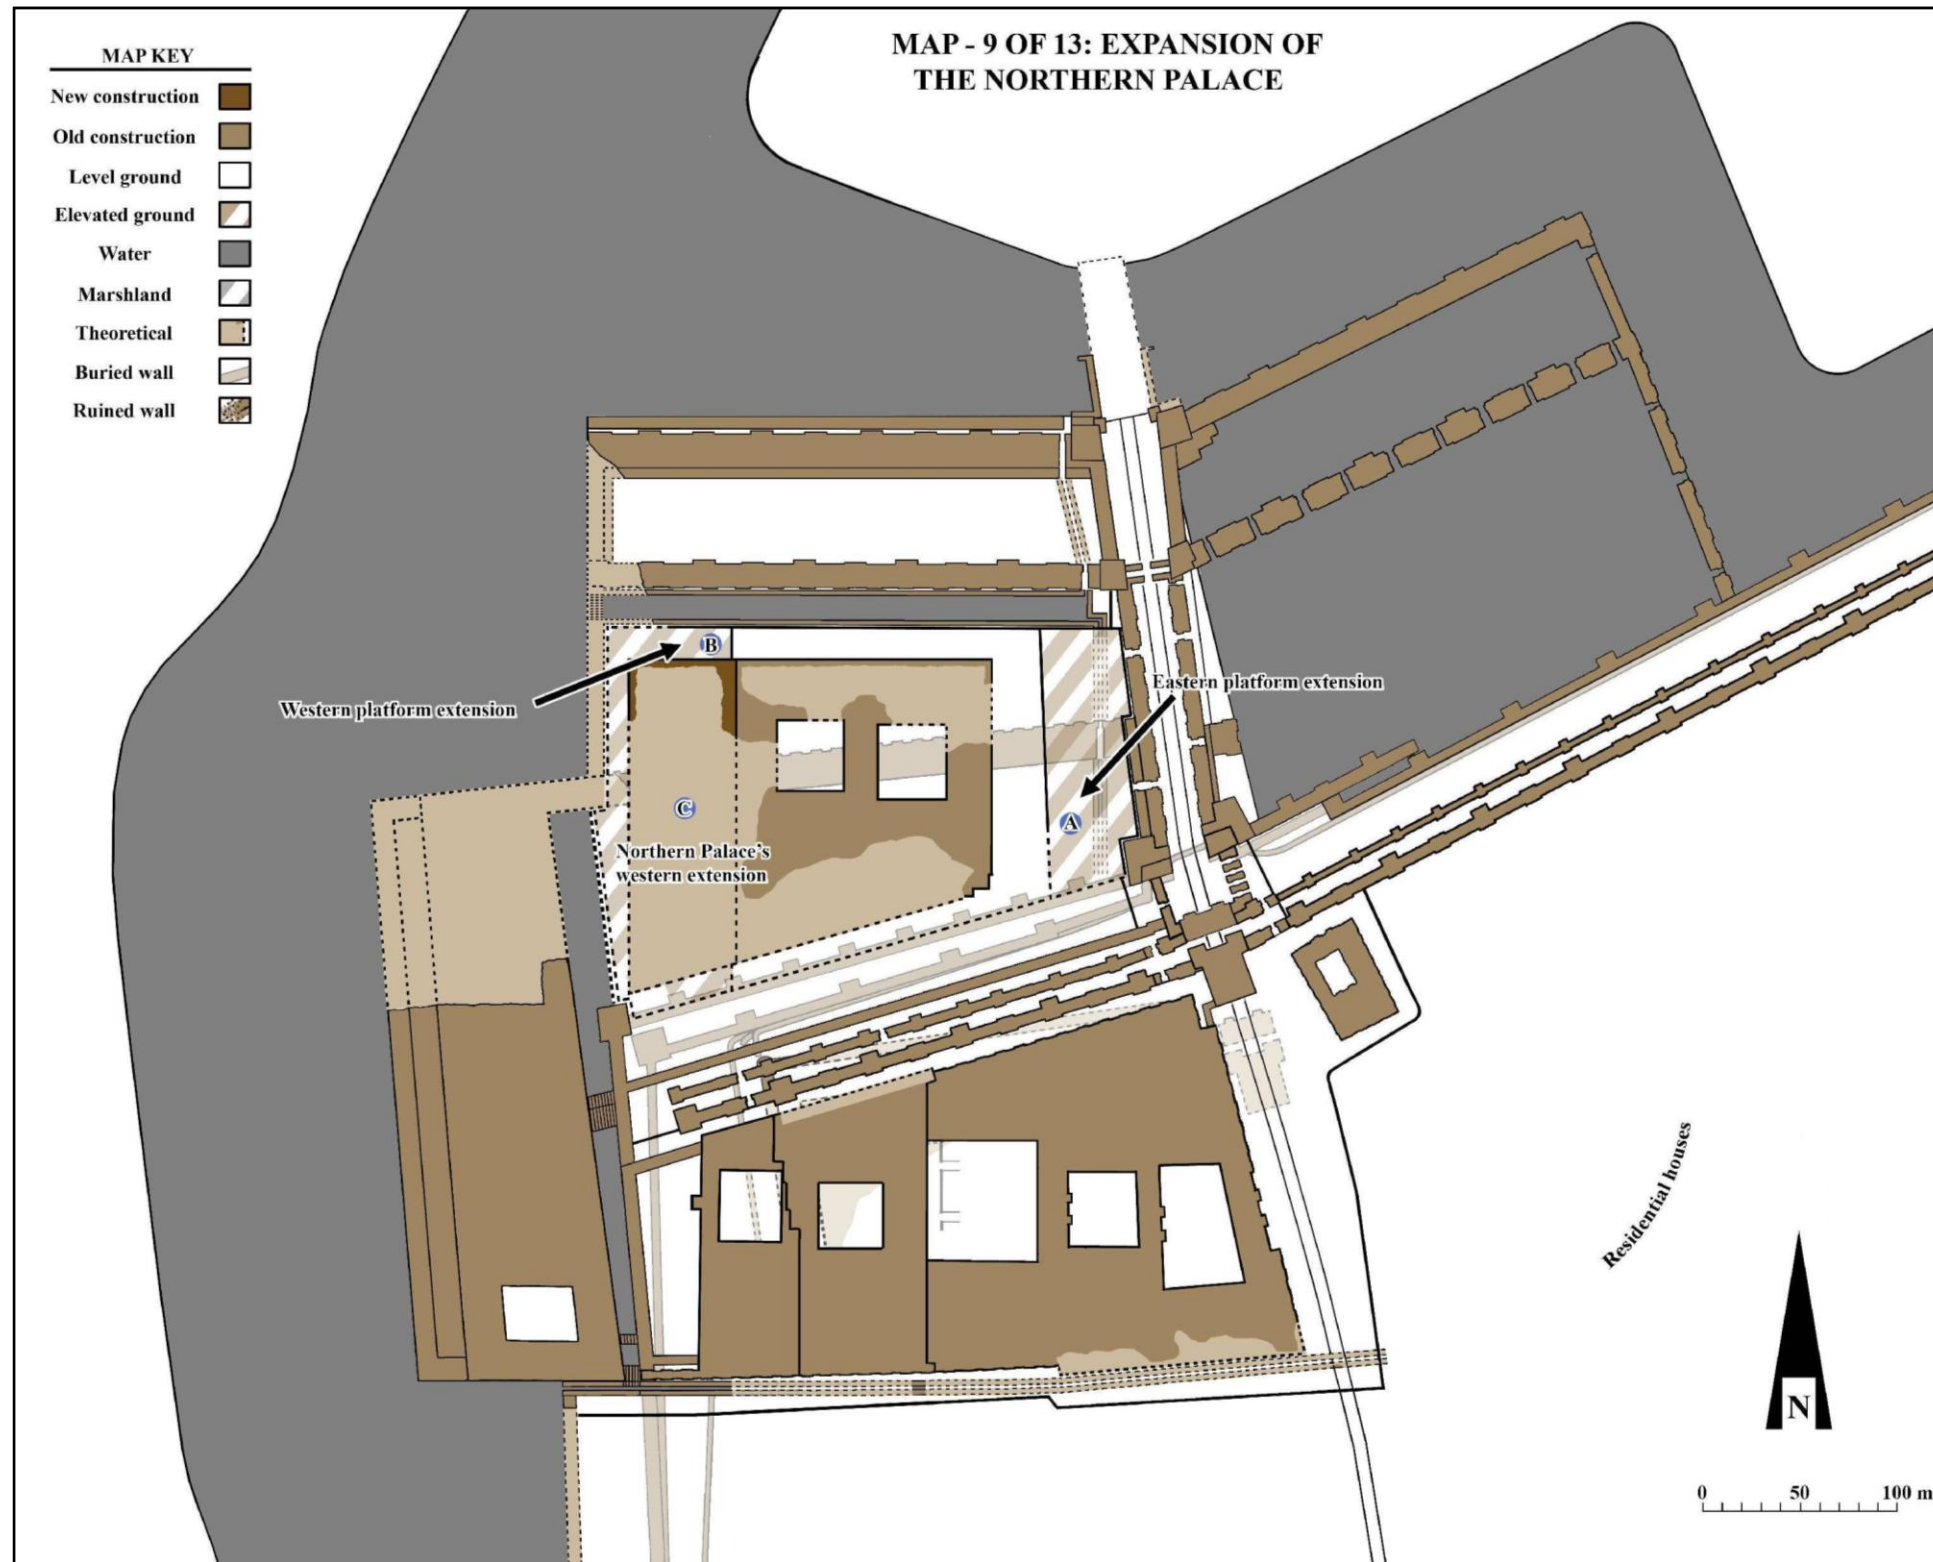 MAP - 9 OF 13: EXPANSION OF
THE NORTHERN PALACE
MAP KEY
New construction
Old construction
Level ground
Elevated ground
Water
Marshland
Theoretical
Buried wall
Ruined wall
B
Western platform extension
Eastern platform extension
C
A
Northern Palace's
western extension
Residential houses
N
0 50 100 m